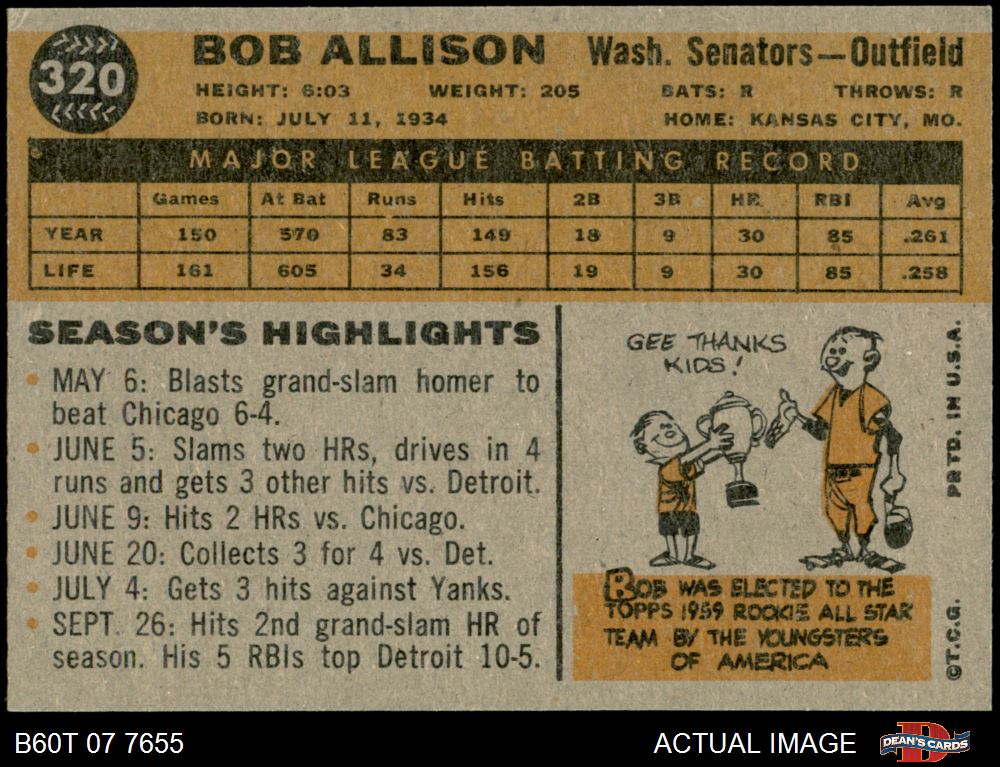 320
BOB ALLISON Wash. Senators—Outfield
HEIGHT: 6:03 WEIGHT: 205 BATS: R THROWS: R
BORN: JULY 11, 1934 HOME: KANSAS CITY, MO.
MAJOR LEAGUE BATTING RECORD
Games At Bat Runs Hits 2B 3B HR RBI Avg
YEAR 150 570 83 149 18 9 30 85 .261
LIFE 161 605 34 156 19 9 30 85 .258
SEASON'S HIGHLIGHTS
• MAY 6: Blasts grand-slam homer to
beat Chicago 6-4.
• JUNE 5: Slams two HRs, drives in 4
runs and gets 3 other hits vs. Detroit.
• JUNE 9: Hits 2 HRs vs. Chicago.
• JUNE 20: Collects 3 for 4 vs. Det.
• JULY 4: Gets 3 hits against Yanks.
• SEPT. 26: Hits 2nd grand-slam HR of
season. His 5 RBIs top Detroit 10-5.
GEE THANKS
KIDS!
BOB WAS ELECTED TO THE
TOPPS 1959 ROOKIE ALL STAR
TEAM BY THE YOUNGSTERS
OF AMERICA
©T.C.G. PRTD. IN U.S.A.
B60T 07 7655
ACTUAL IMAGE
D
DEAN'S CARDS